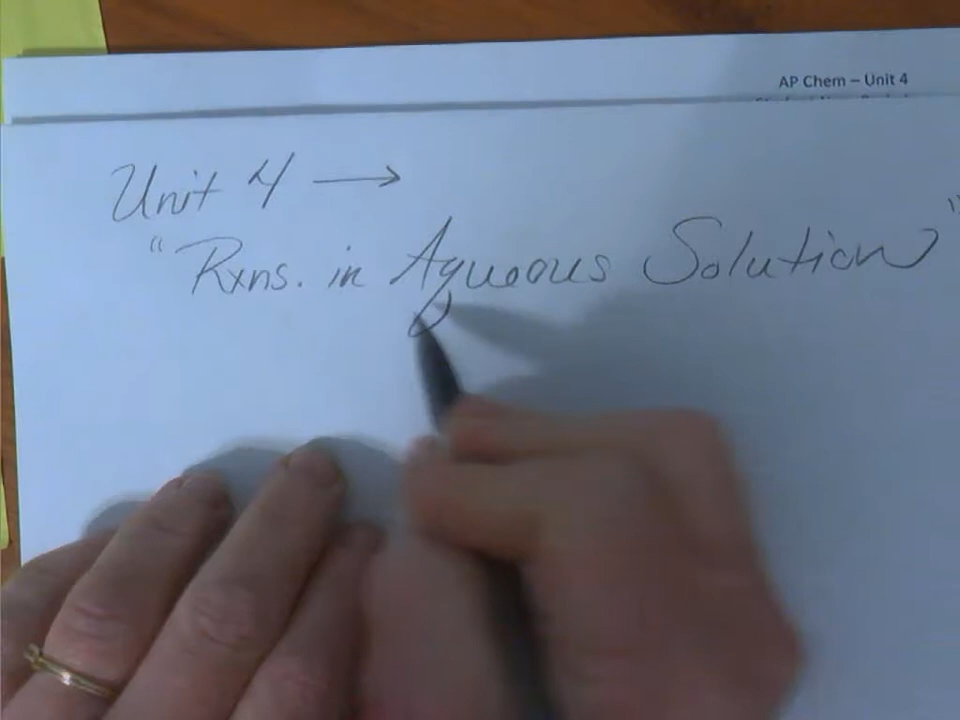 AP Chem – Unit 4
Unit 4 →
"Rxns. in Aqueous Solution"